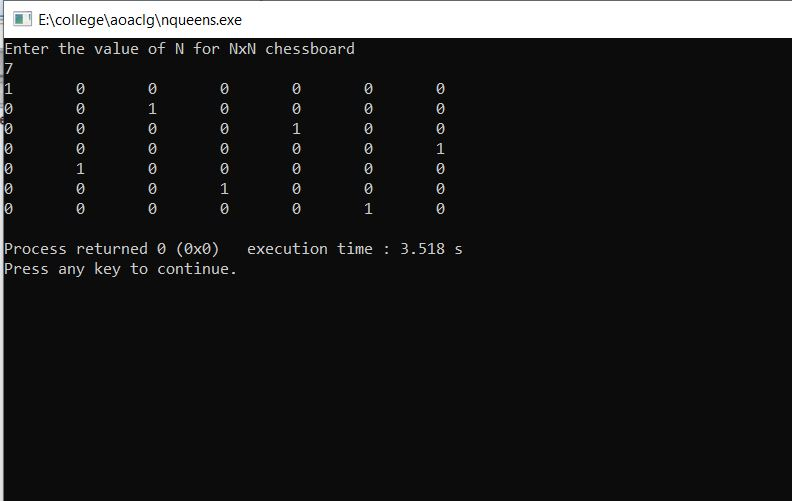 E:\college\aoaclg\nqueens.exe
Enter the value of N for NxN chessboard
7
1 0 0 0 0 0 0
0 0 1 0 0 0 0
0 0 0 0 1 0 0
0 0 0 0 0 0 1
0 1 0 0 0 0 0
0 0 0 1 0 0 0
0 0 0 0 0 1 0
Process returned 0 (0x0) execution time : 3.518 s
Press any key to continue.